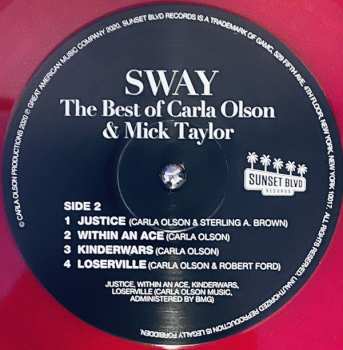 SWAY
The Best of Carla Olson
& Mick Taylor
SUNSET BLVD
RECORDS
SIDE 2
1 JUSTICE (CARLA OLSON & STERLING A. BROWN)
2 WITHIN AN ACE (CARLA OLSON)
3 KINDERWARS (CARLA OLSON)
4 LOSERVILLE (CARLA OLSON & ROBERT FORD)
JUSTICE, WITHIN AN ACE, KINDERWARS,
LOSERVILLE (CARLA OLSON MUSIC,
ADMINISTERED BY BMG)
© CARLA OLSON PRODUCTIONS 2020 ℗ GREAT AMERICAN MUSIC COMPANY 2020. SUNSET BLVD RECORDS IS A TRADEMARK OF GAMC, 529 FIFTH AVE, 4TH FLOOR, NEW YORK, NEW YORK 10017. ALL RIGHTS RESERVED. UNAUTHORIZED REPRODUCTION IS LEGALLY FORBIDDEN.